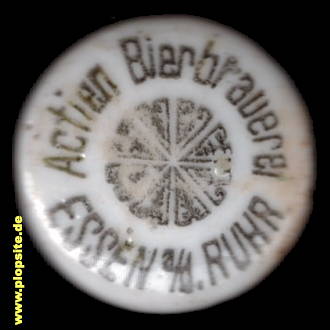 Actien Bierbrauerei
ESSEN a/d. RUHR
www.plopsite.de